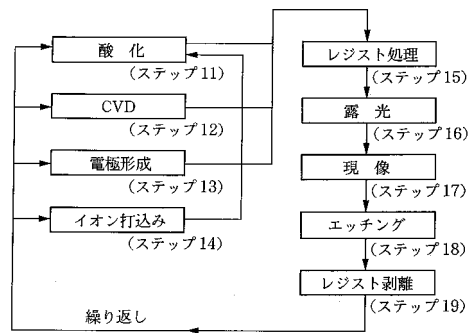 酸 化
(ステップ11)
CVD
(ステップ12)
電極形成
(ステップ13)
イオン打込み
(ステップ14)
レジスト処理
(ステップ15)
露 光
(ステップ16)
現 像
(ステップ17)
エッチング
(ステップ18)
レジスト剥離
(ステップ19)
繰り返し